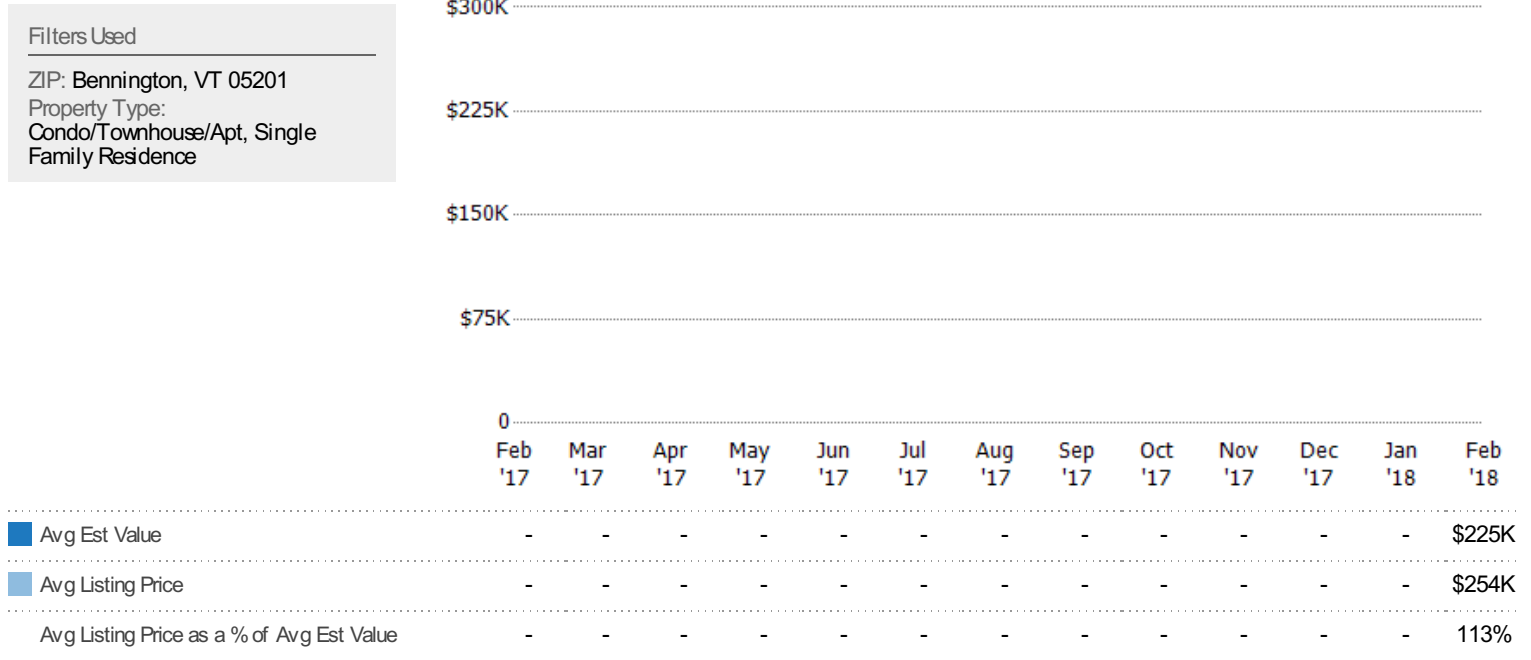 Filters Used
ZIP: Bennington, VT 05201
Property Type:
Condo/Townhouse/Apt, Single
Family Residence
$300K
$225K
$150K
$75K
0
Feb Mar Apr May Jun Jul Aug Sep Oct Nov Dec Jan Feb
'17 '17 '17 '17 '17 '17 '17 '17 '17 '17 '17 '18 '18
Avg Est Value - - - - - - - - - - - - $225K
Avg Listing Price - - - - - - - - - - - - $254K
Avg Listing Price as a % of Avg Est Value - - - - - - - - - - - - 113%